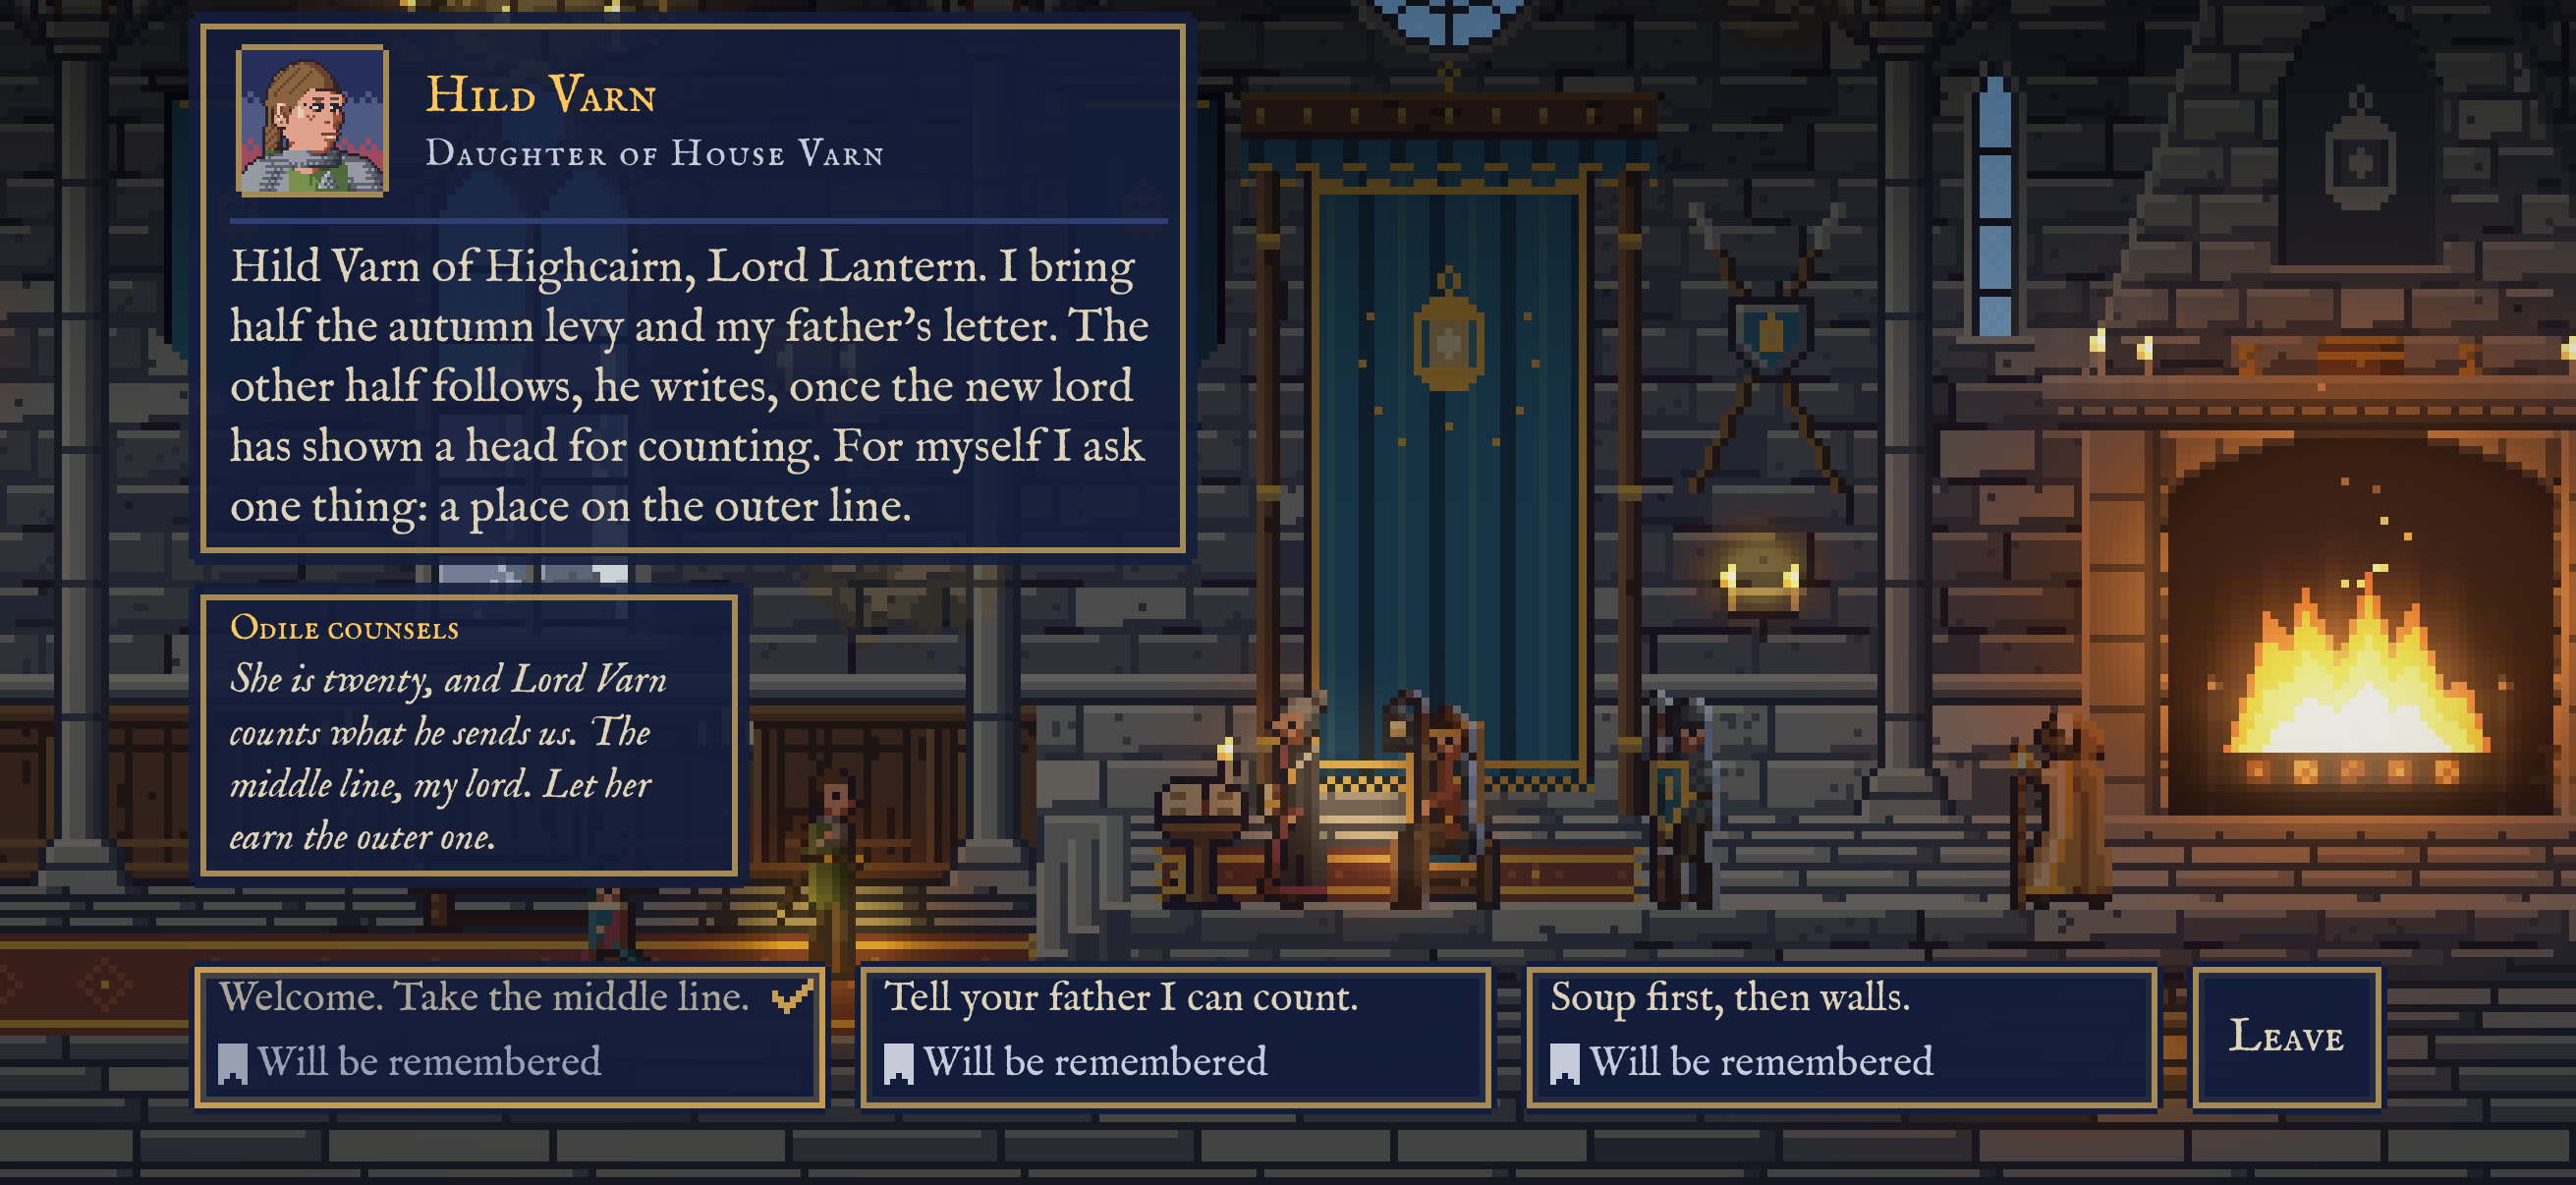 Hild Varn
Daughter of House Varn
Hild Varn of Highcairn, Lord Lantern. I bring
half the autumn levy and my father's letter. The
other half follows, he writes, once the new lord
has shown a head for counting. For myself I ask
one thing: a place on the outer line.
Odile counsels
She is twenty, and Lord Varn
counts what he sends us. The
middle line, my lord. Let her
earn the outer one.
Welcome. Take the middle line.
Will be remembered
Tell your father I can count.
Will be remembered
Soup first, then walls.
Will be remembered
Leave